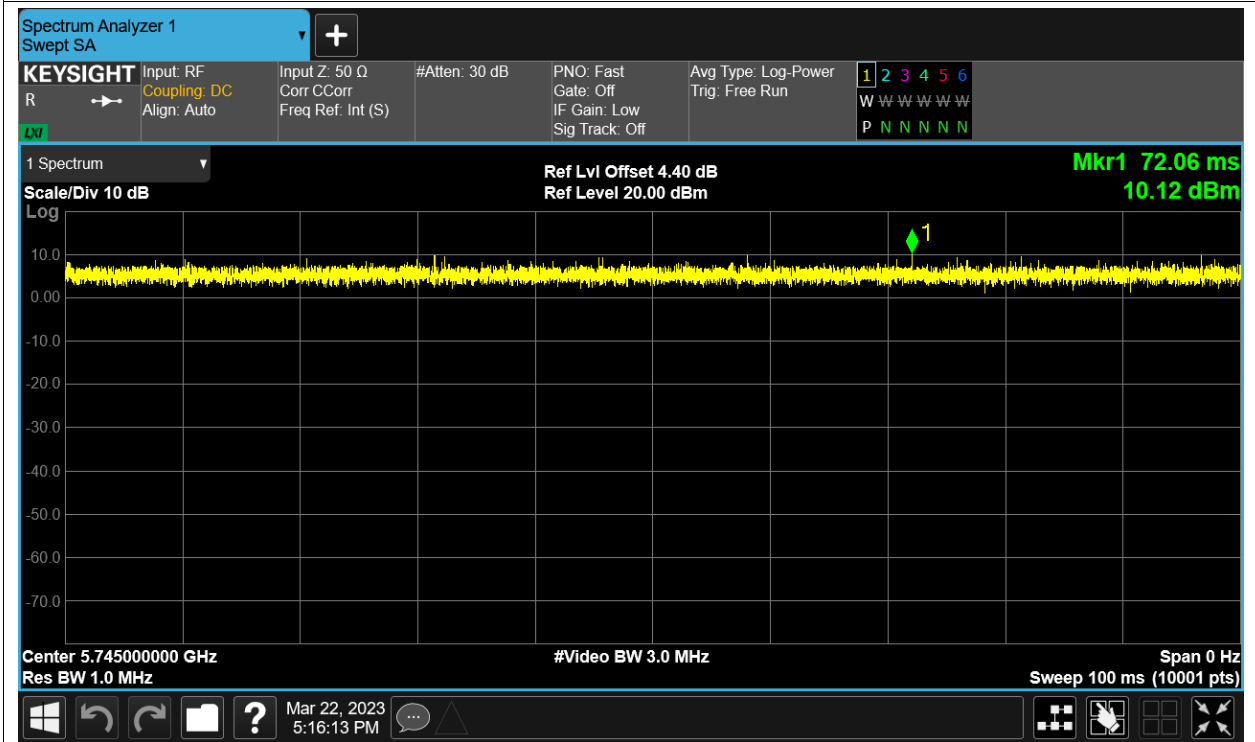 Spectrum Analyzer 1
Swept SA
KEYSIGHT
R
LXI
Input: RF
Coupling: DC
Align: Auto
Input Z: 50 Ω
Corr CCorr
Freq Ref: Int (S)
#Atten: 30 dB
PNO: Fast
Gate: Off
IF Gain: Low
Sig Track: Off
Avg Type: Log-Power
Trig: Free Run
1 2 3 4 5 6
W W W W W W
P N N N N N
1 Spectrum
Scale/Div 10 dB
Ref Lvl Offset 4.40 dB
Ref Level 20.00 dBm
Mkr1 72.06 ms
10.12 dBm
Log
1
10.0
0.00
-10.0
-20.0
-30.0
-40.0
-50.0
-60.0
-70.0
Center 5.745000000 GHz
Res BW 1.0 MHz
#Video BW 3.0 MHz
Span 0 Hz
Sweep 100 ms (10001 pts)
?
Mar 22, 2023
5:16:13 PM